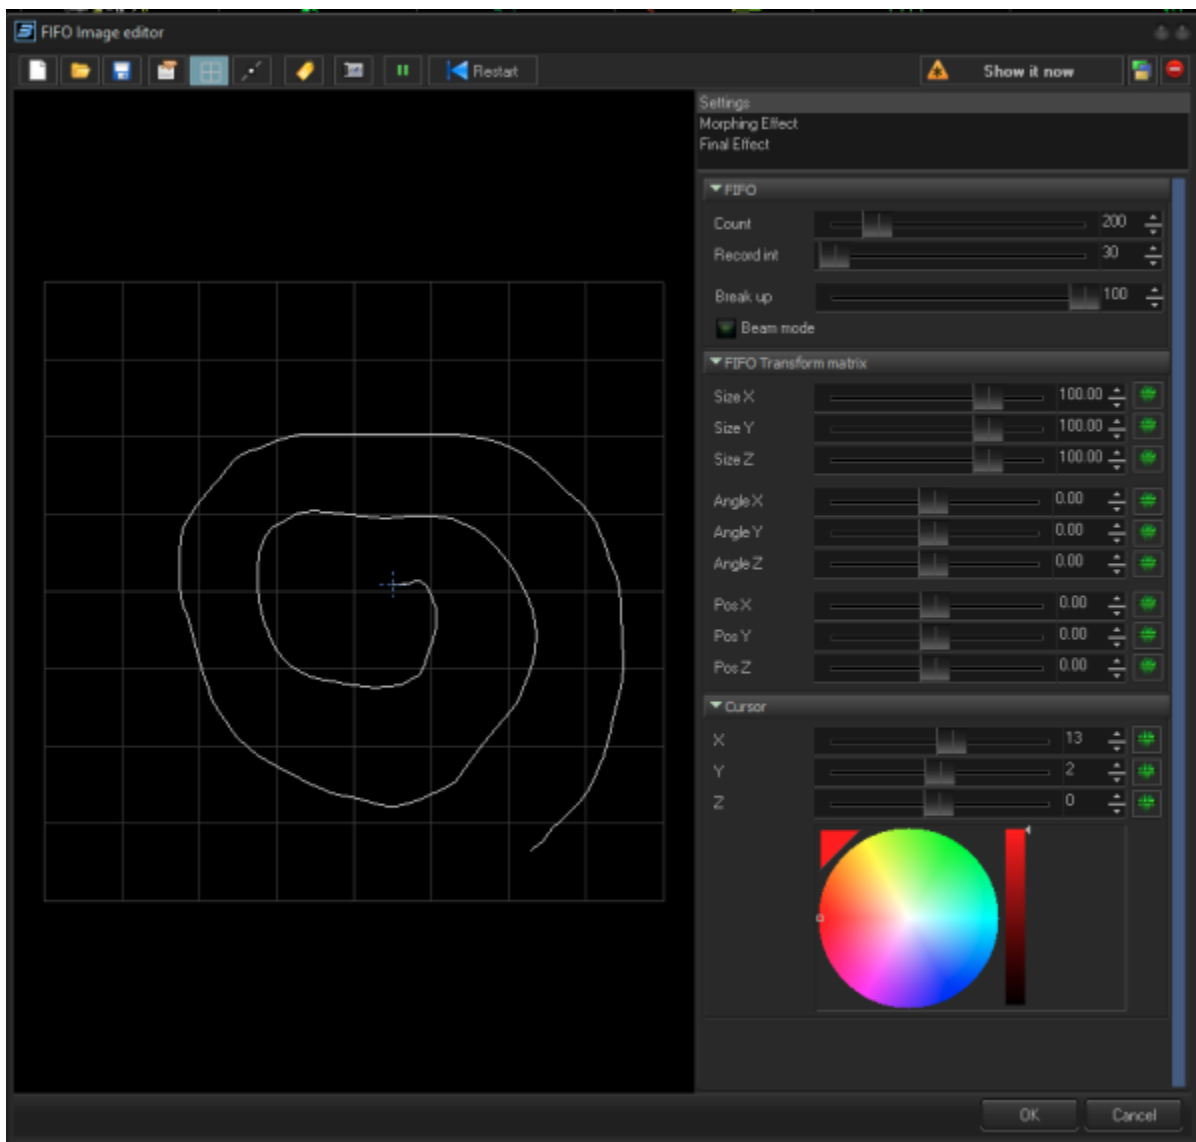 FIFO Image editor
Restart
Show it now
Settings
Morphing Effect
Final Effect
FIFO
Count 200
Record int 30
Break up 100
Beam mode
FIFO Transform matrix
Size X 100.00
Size Y 100.00
Size Z 100.00
Angle X 0.00
Angle Y 0.00
Angle Z 0.00
Pos X 0.00
Pos Y 0.00
Pos Z 0.00
Cursor
X 13
Y 2
Z 0
OK Cancel